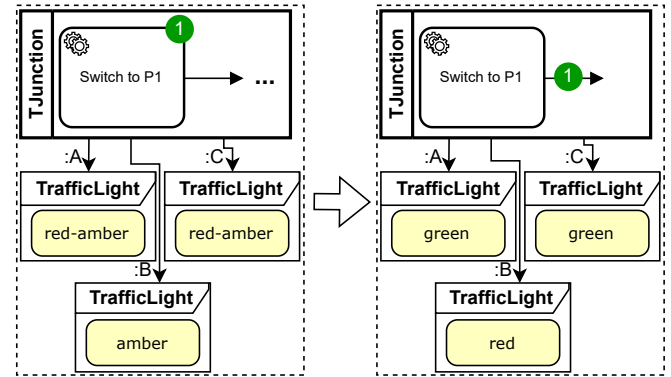 TJunction
1
Switch to P1
...
:A
:C
TrafficLight
red-amber
TrafficLight
red-amber
:B
TrafficLight
amber
TJunction
Switch to P1
1
:A
:C
TrafficLight
green
TrafficLight
green
:B
TrafficLight
red